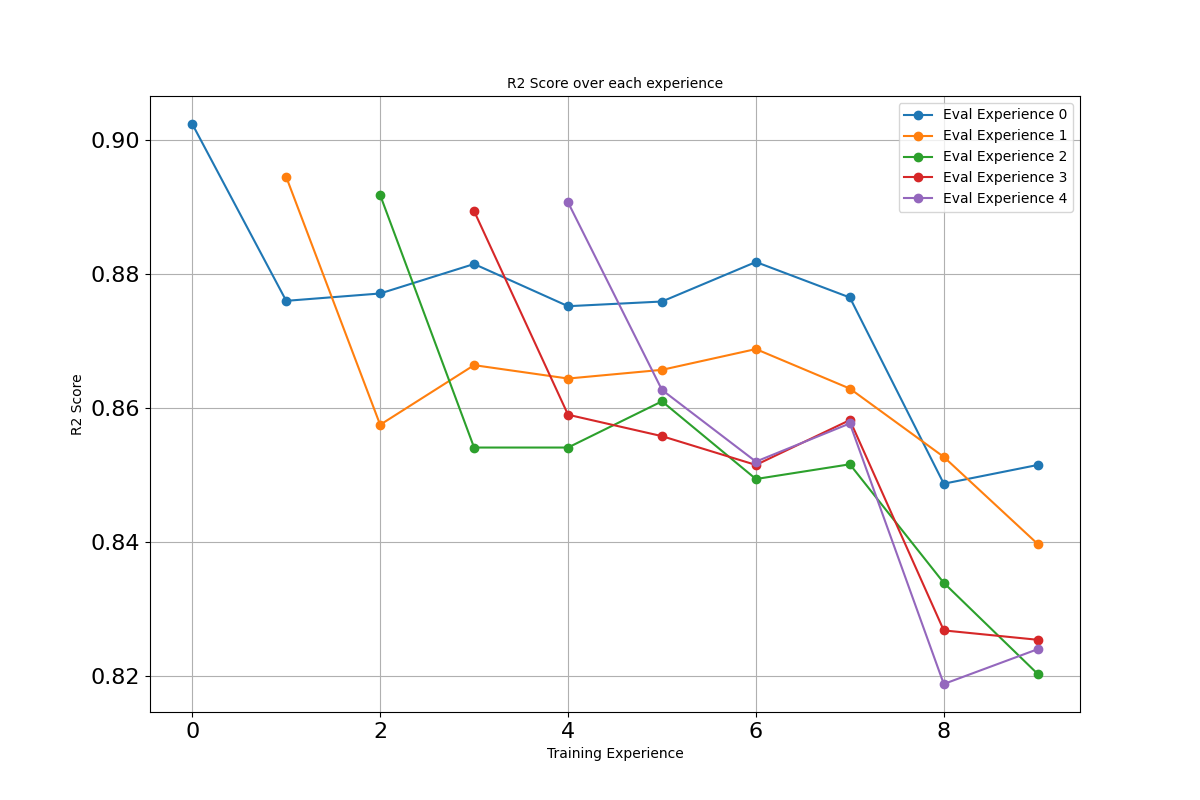 R2 Score over each experience
Eval Experience 0
Eval Experience 1
Eval Experience 2
Eval Experience 3
Eval Experience 4
0.90
0.88
0.86
0.84
0.82
R2 Score
0 2 4 6 8
Training Experience